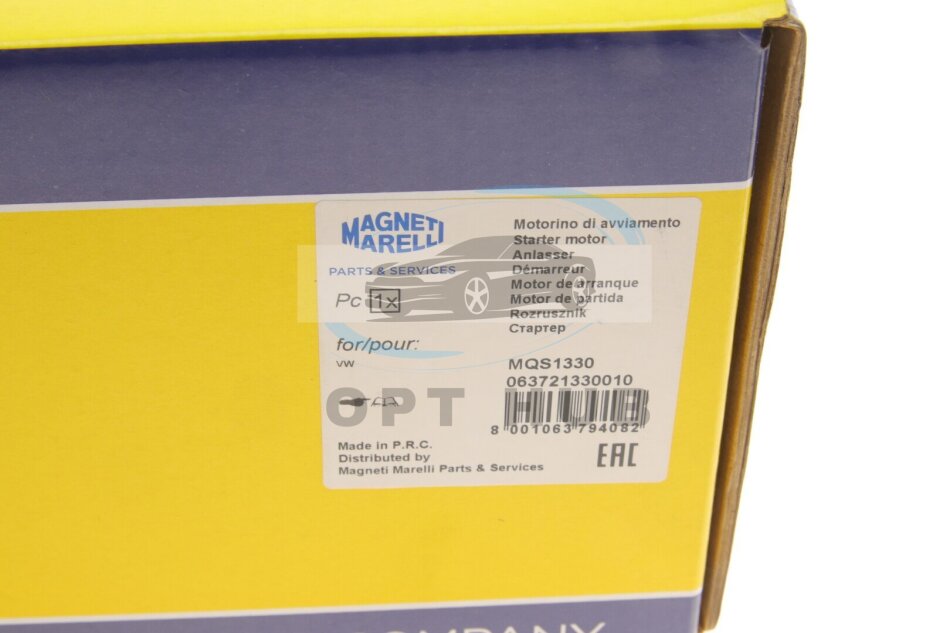 MAGNETI
MARELLI
PARTS & SERVICES
Pc 1x
for/pour:
VW
Motorino di avviamento
Starter motor
Anlasser
Démarreur
Motor de arranque
Motor de partida
Rozrusznik
Стартер
MQS1330
063721330010
8 001063 794082
OPT HUB
Made in P.R.C.
Distributed by
Magneti Marelli Parts & Services
EAC
COMPANY